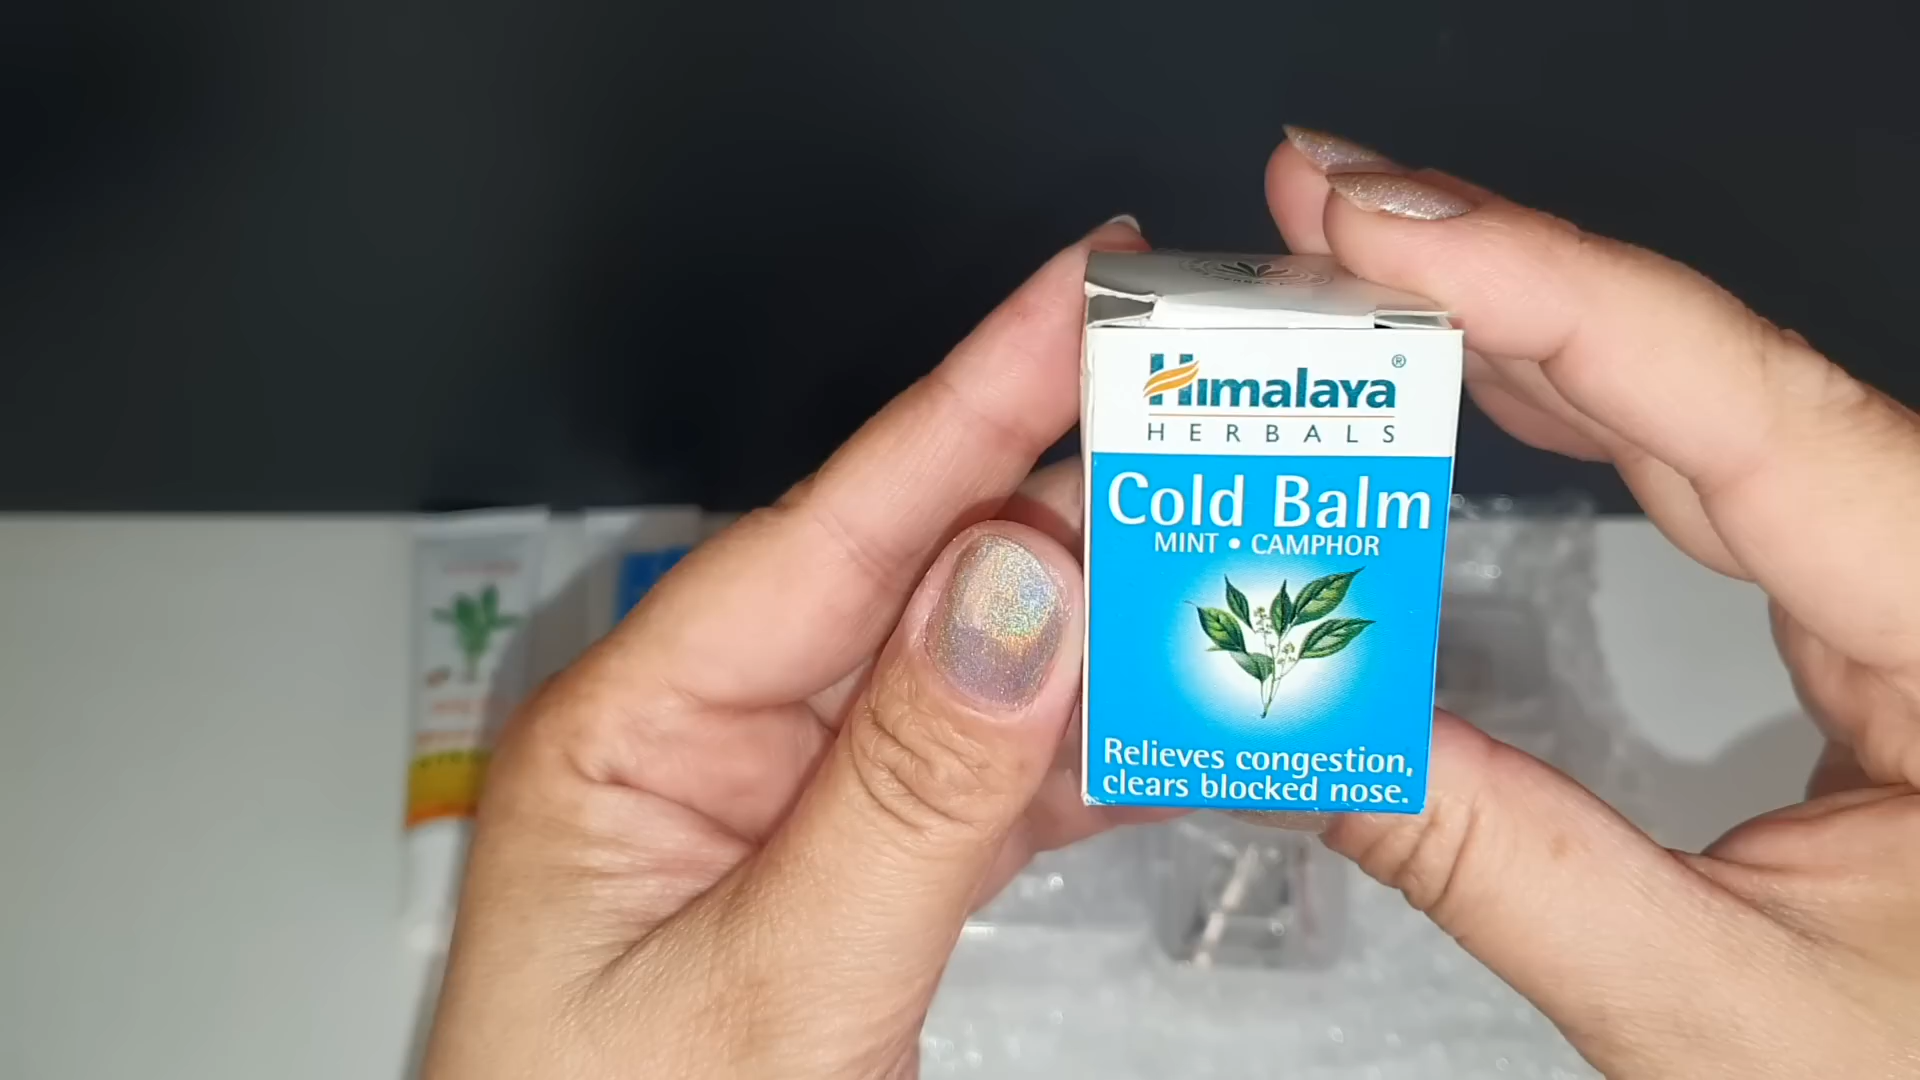 Himalaya®
HERBALS
Cold Balm
MINT • CAMPHOR
Relieves congestion,
clears blocked nose.